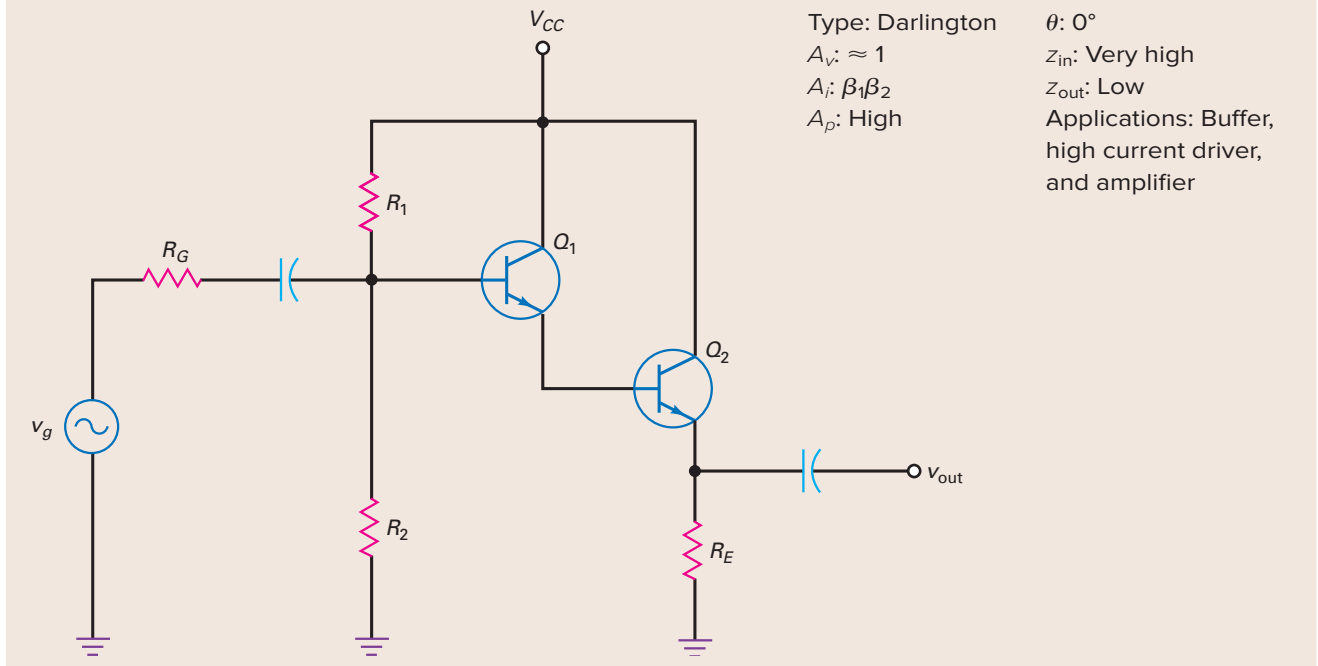 V_CC
Type: Darlington
A_v: ≈ 1
A_i: β₁β₂
A_p: High
θ: 0°
z_in: Very high
z_out: Low
Applications: Buffer,
high current driver,
and amplifier
R₁
R_G
Q₁
Q₂
v_g
v_out
R₂
R_E